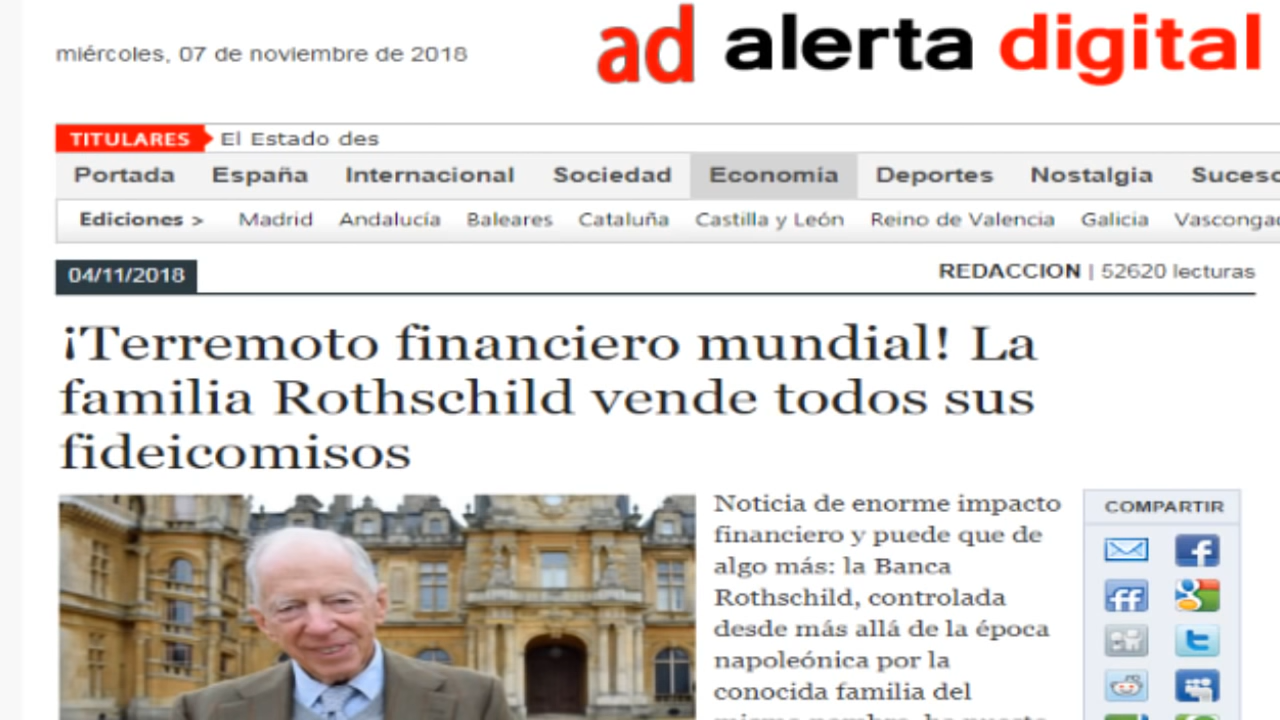 miércoles, 07 de noviembre de 2018
ad alerta digital
TITULARES El Estado des
Portada España Internacional Sociedad Economía Deportes Nostalgia
Ediciones > Madrid Andalucía Baleares Cataluña Castilla y León Reino de Valencia Galicia
04/11/2018
REDACCION | 52620 lecturas
¡Terremoto financiero mundial! La
familia Rothschild vende todos sus
fideicomisos
Noticia de enorme impacto
financiero y puede que de
algo más: la Banca
Rothschild, controlada
desde más allá de la época
napoleónica por la
conocida familia del
COMPARTIR